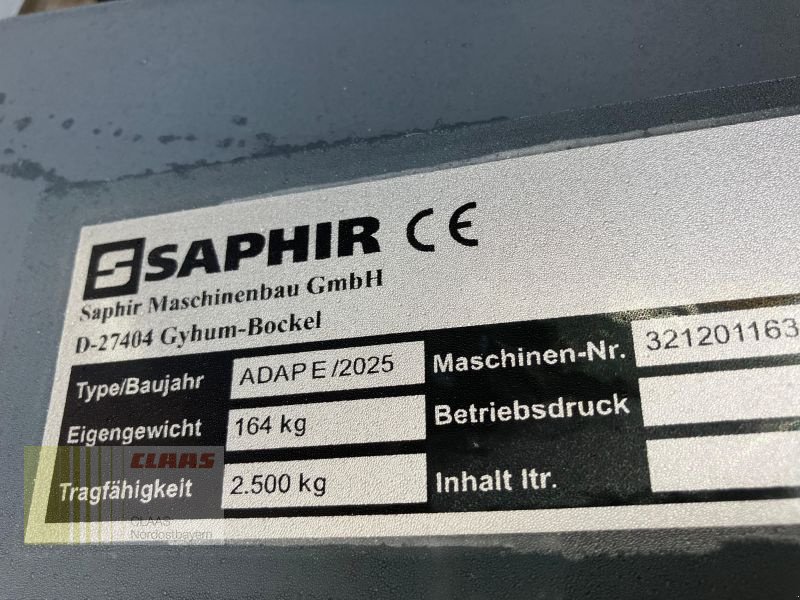 SAPHIR CE
Saphir Maschinenbau GmbH
D-27404 Gyhum-Bockel
Type/Baujahr ADAP E /2025 Maschinen-Nr. 321201163
Eigengewicht 164 kg Betriebsdruck
Tragfähigkeit 2.500 kg Inhalt ltr.
CLAAS
CLAAS
Nordostbayern